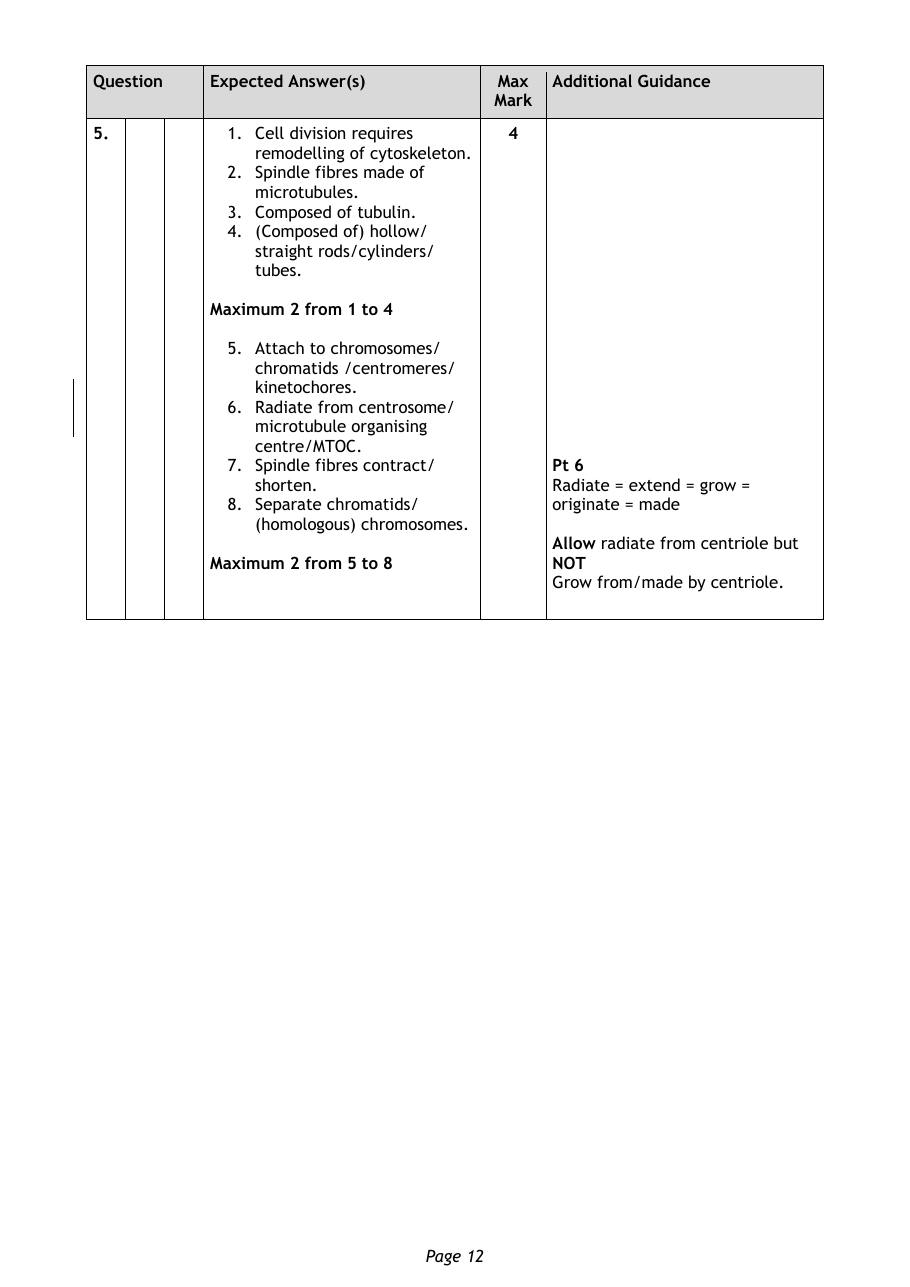 Question
Expected Answer(s)
Max
Mark
Additional Guidance
5.
1. Cell division requires
remodelling of cytoskeleton.
2. Spindle fibres made of
microtubules.
3. Composed of tubulin.
4. (Composed of) hollow/
straight rods/cylinders/
tubes.
Maximum 2 from 1 to 4
5. Attach to chromosomes/
chromatids /centromeres/
kinetochores.
6. Radiate from centrosome/
microtubule organising
centre/MTOC.
7. Spindle fibres contract/
shorten.
8. Separate chromatids/
(homologous) chromosomes.
Maximum 2 from 5 to 8
4
Pt 6
Radiate = extend = grow =
originate = made
Allow radiate from centriole but
NOT
Grow from/made by centriole.
Page 12